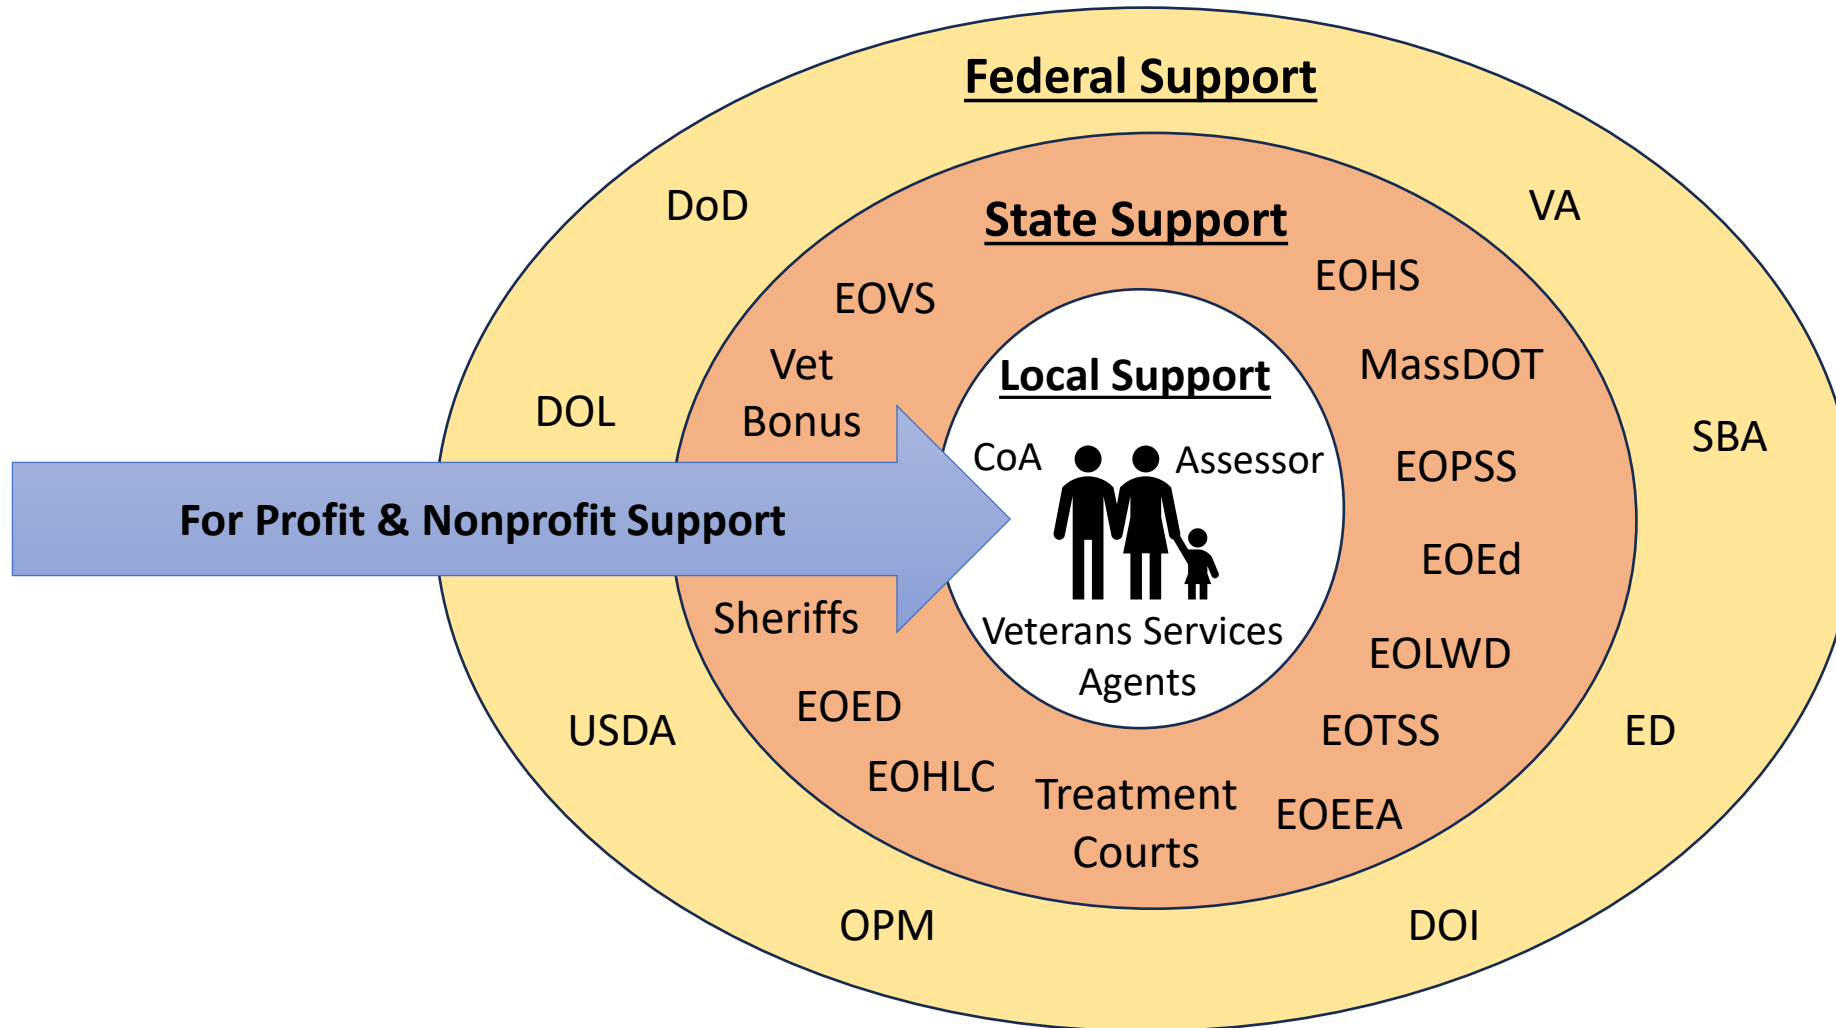 Federal Support
DoD
VA
DOL
SBA
USDA
ED
OPM
DOI
State Support
EOVS
EOHS
Vet
Bonus
MassDOT
EOPSS
EOEd
Sheriffs
EOLWD
EOED
EOTSS
EOHLC
Treatment
Courts
EOEEA
Local Support
CoA
Assessor
Veterans Services
Agents
For Profit & Nonprofit Support